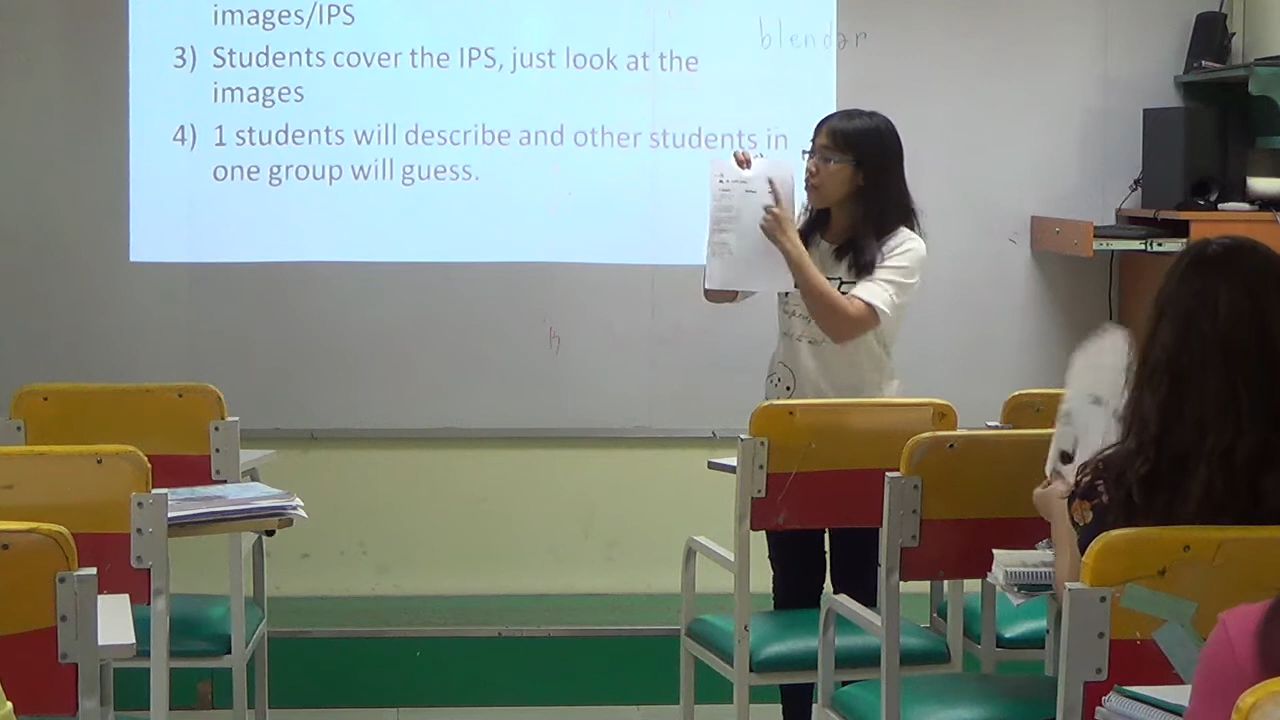 images/IPS
3) Students cover the IPS, just look at the
images
4) 1 students will describe and other students in
one group will guess.
blender